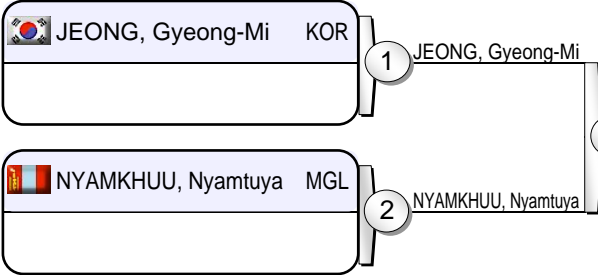 JEONG, Gyeong-Mi KOR
1
JEONG, Gyeong-Mi
NYAMKHUU, Nyamtuya MGL
2
NYAMKHUU, Nyamtuya